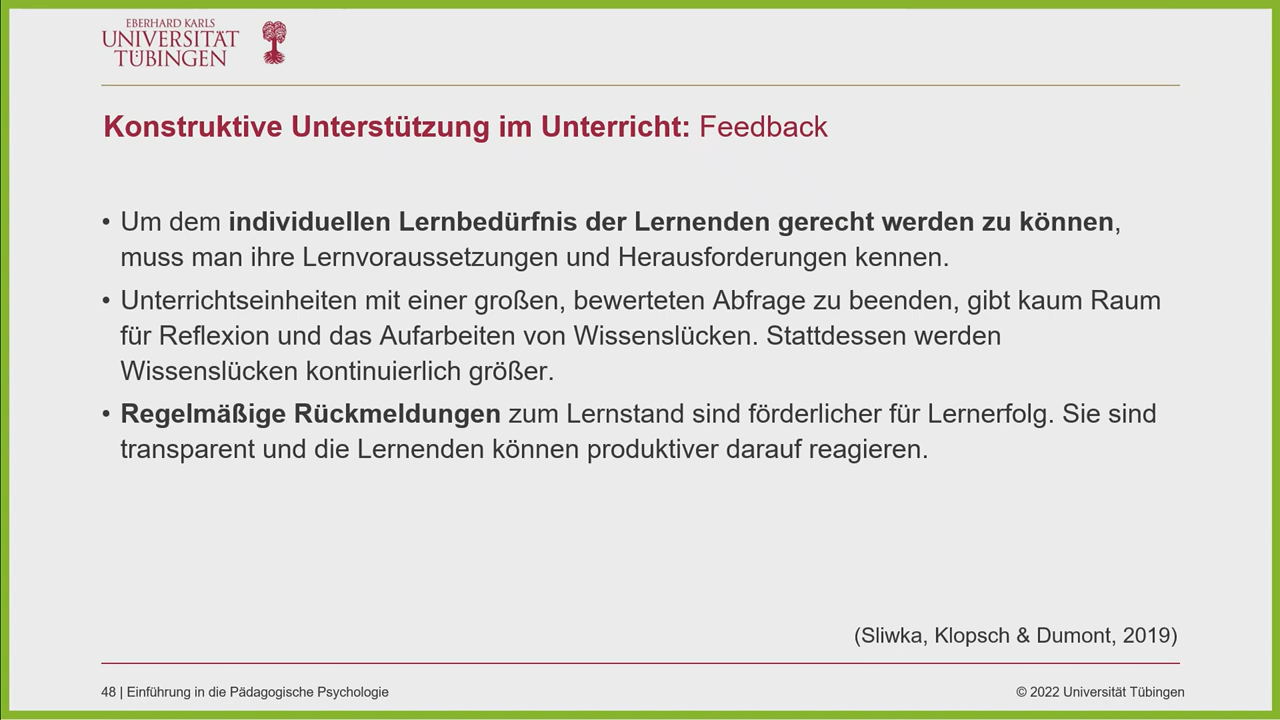 EBERHARD KARLS
UNIVERSITÄT
TÜBINGEN
Konstruktive Unterstützung im Unterricht: Feedback
• Um dem individuellen Lernbedürfnis der Lernenden gerecht werden zu können,
muss man ihre Lernvoraussetzungen und Herausforderungen kennen.
• Unterrichtseinheiten mit einer großen, bewerteten Abfrage zu beenden, gibt kaum Raum
für Reflexion und das Aufarbeiten von Wissenslücken. Stattdessen werden
Wissenslücken kontinuierlich größer.
• Regelmäßige Rückmeldungen zum Lernstand sind förderlicher für Lernerfolg. Sie sind
transparent und die Lernenden können produktiver darauf reagieren.
(Sliwka, Klopsch & Dumont, 2019)
48 | Einführung in die Pädagogische Psychologie
© 2022 Universität Tübingen